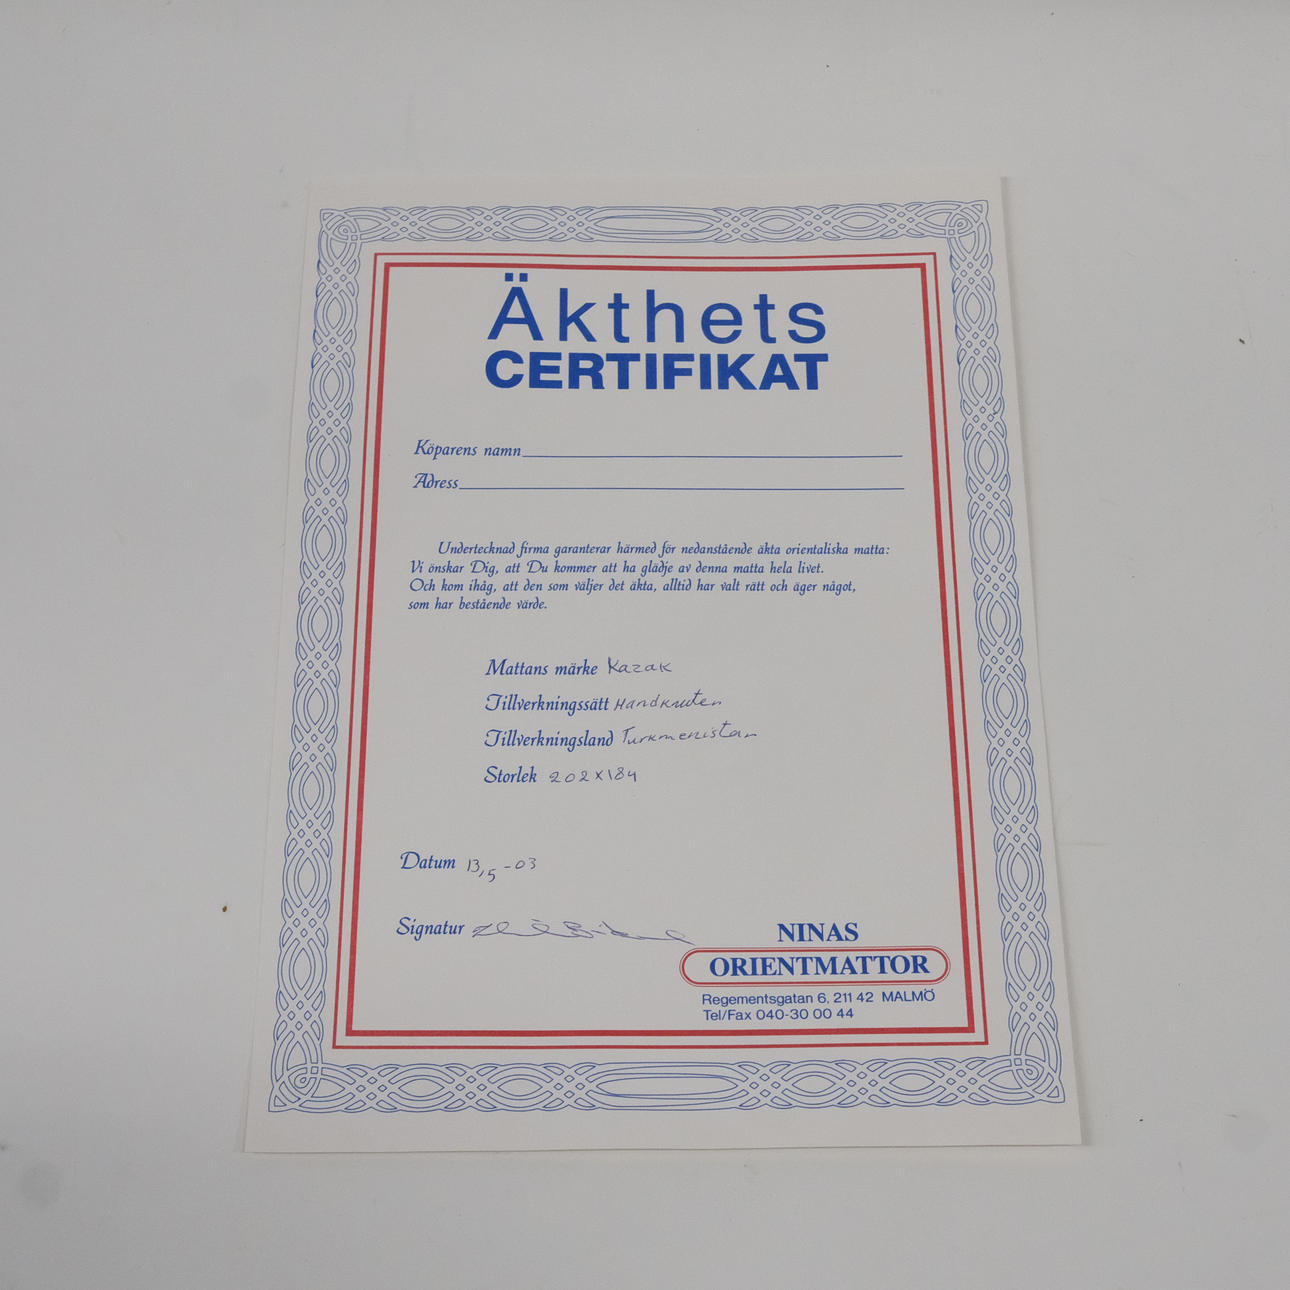 Äkthets
CERTIFIKAT
Köparens namn
Adress
Undertecknad firma garanterar härmed för nedanstående äkta orientaliska matta:
Vi önskar Dig, att Du kommer att ha glädje av denna matta hela livet.
Och kom ihåg, att den som väljer det äkta, alltid har valt rätt och äger något,
som har bestående värde.
Mattans märke Kazak
Tillverkningssätt Handknuten
Tillverkningsland Turkmenistan
Storlek 202x184
Datum 13,5-03
Signatur
NINAS
ORIENTMATTOR
Regementsgatan 6, 211 42 MALMÖ
Tel/Fax 040-30 00 44